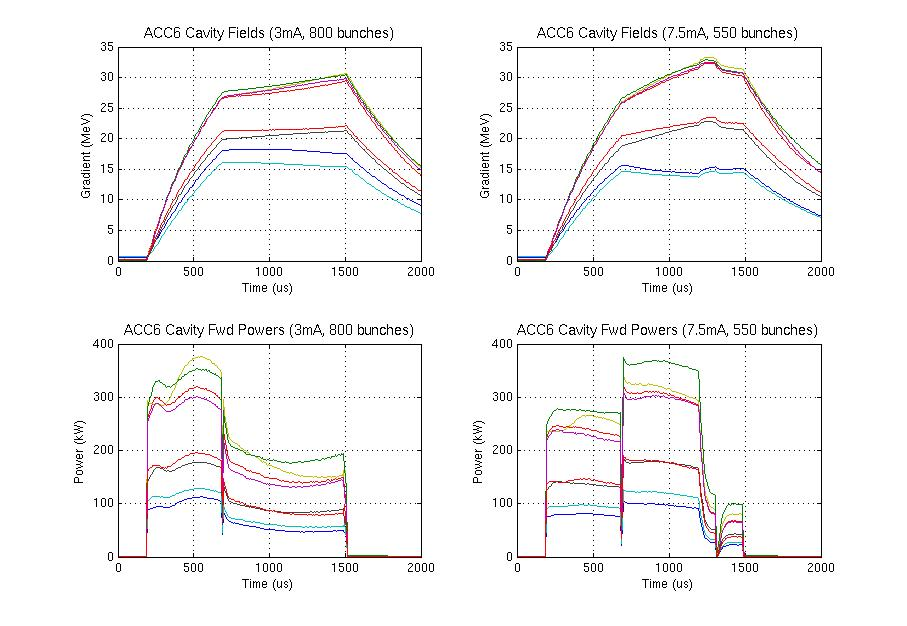 ACC6 Cavity Fields (3mA, 800 bunches)
35
30
25
20
15
10
5
0
Gradient (MeV)
0 500 1000 1500 2000
Time (us)
ACC6 Cavity Fields (7.5mA, 550 bunches)
35
30
25
20
15
10
5
0
Gradient (MeV)
0 500 1000 1500 2000
Time (us)
ACC6 Cavity Fwd Powers (3mA, 800 bunches)
400
300
200
100
0
Power (kW)
0 500 1000 1500 2000
Time (us)
ACC6 Cavity Fwd Powers (7.5mA, 550 bunches)
400
300
200
100
0
Power (kW)
0 500 1000 1500 2000
Time (us)